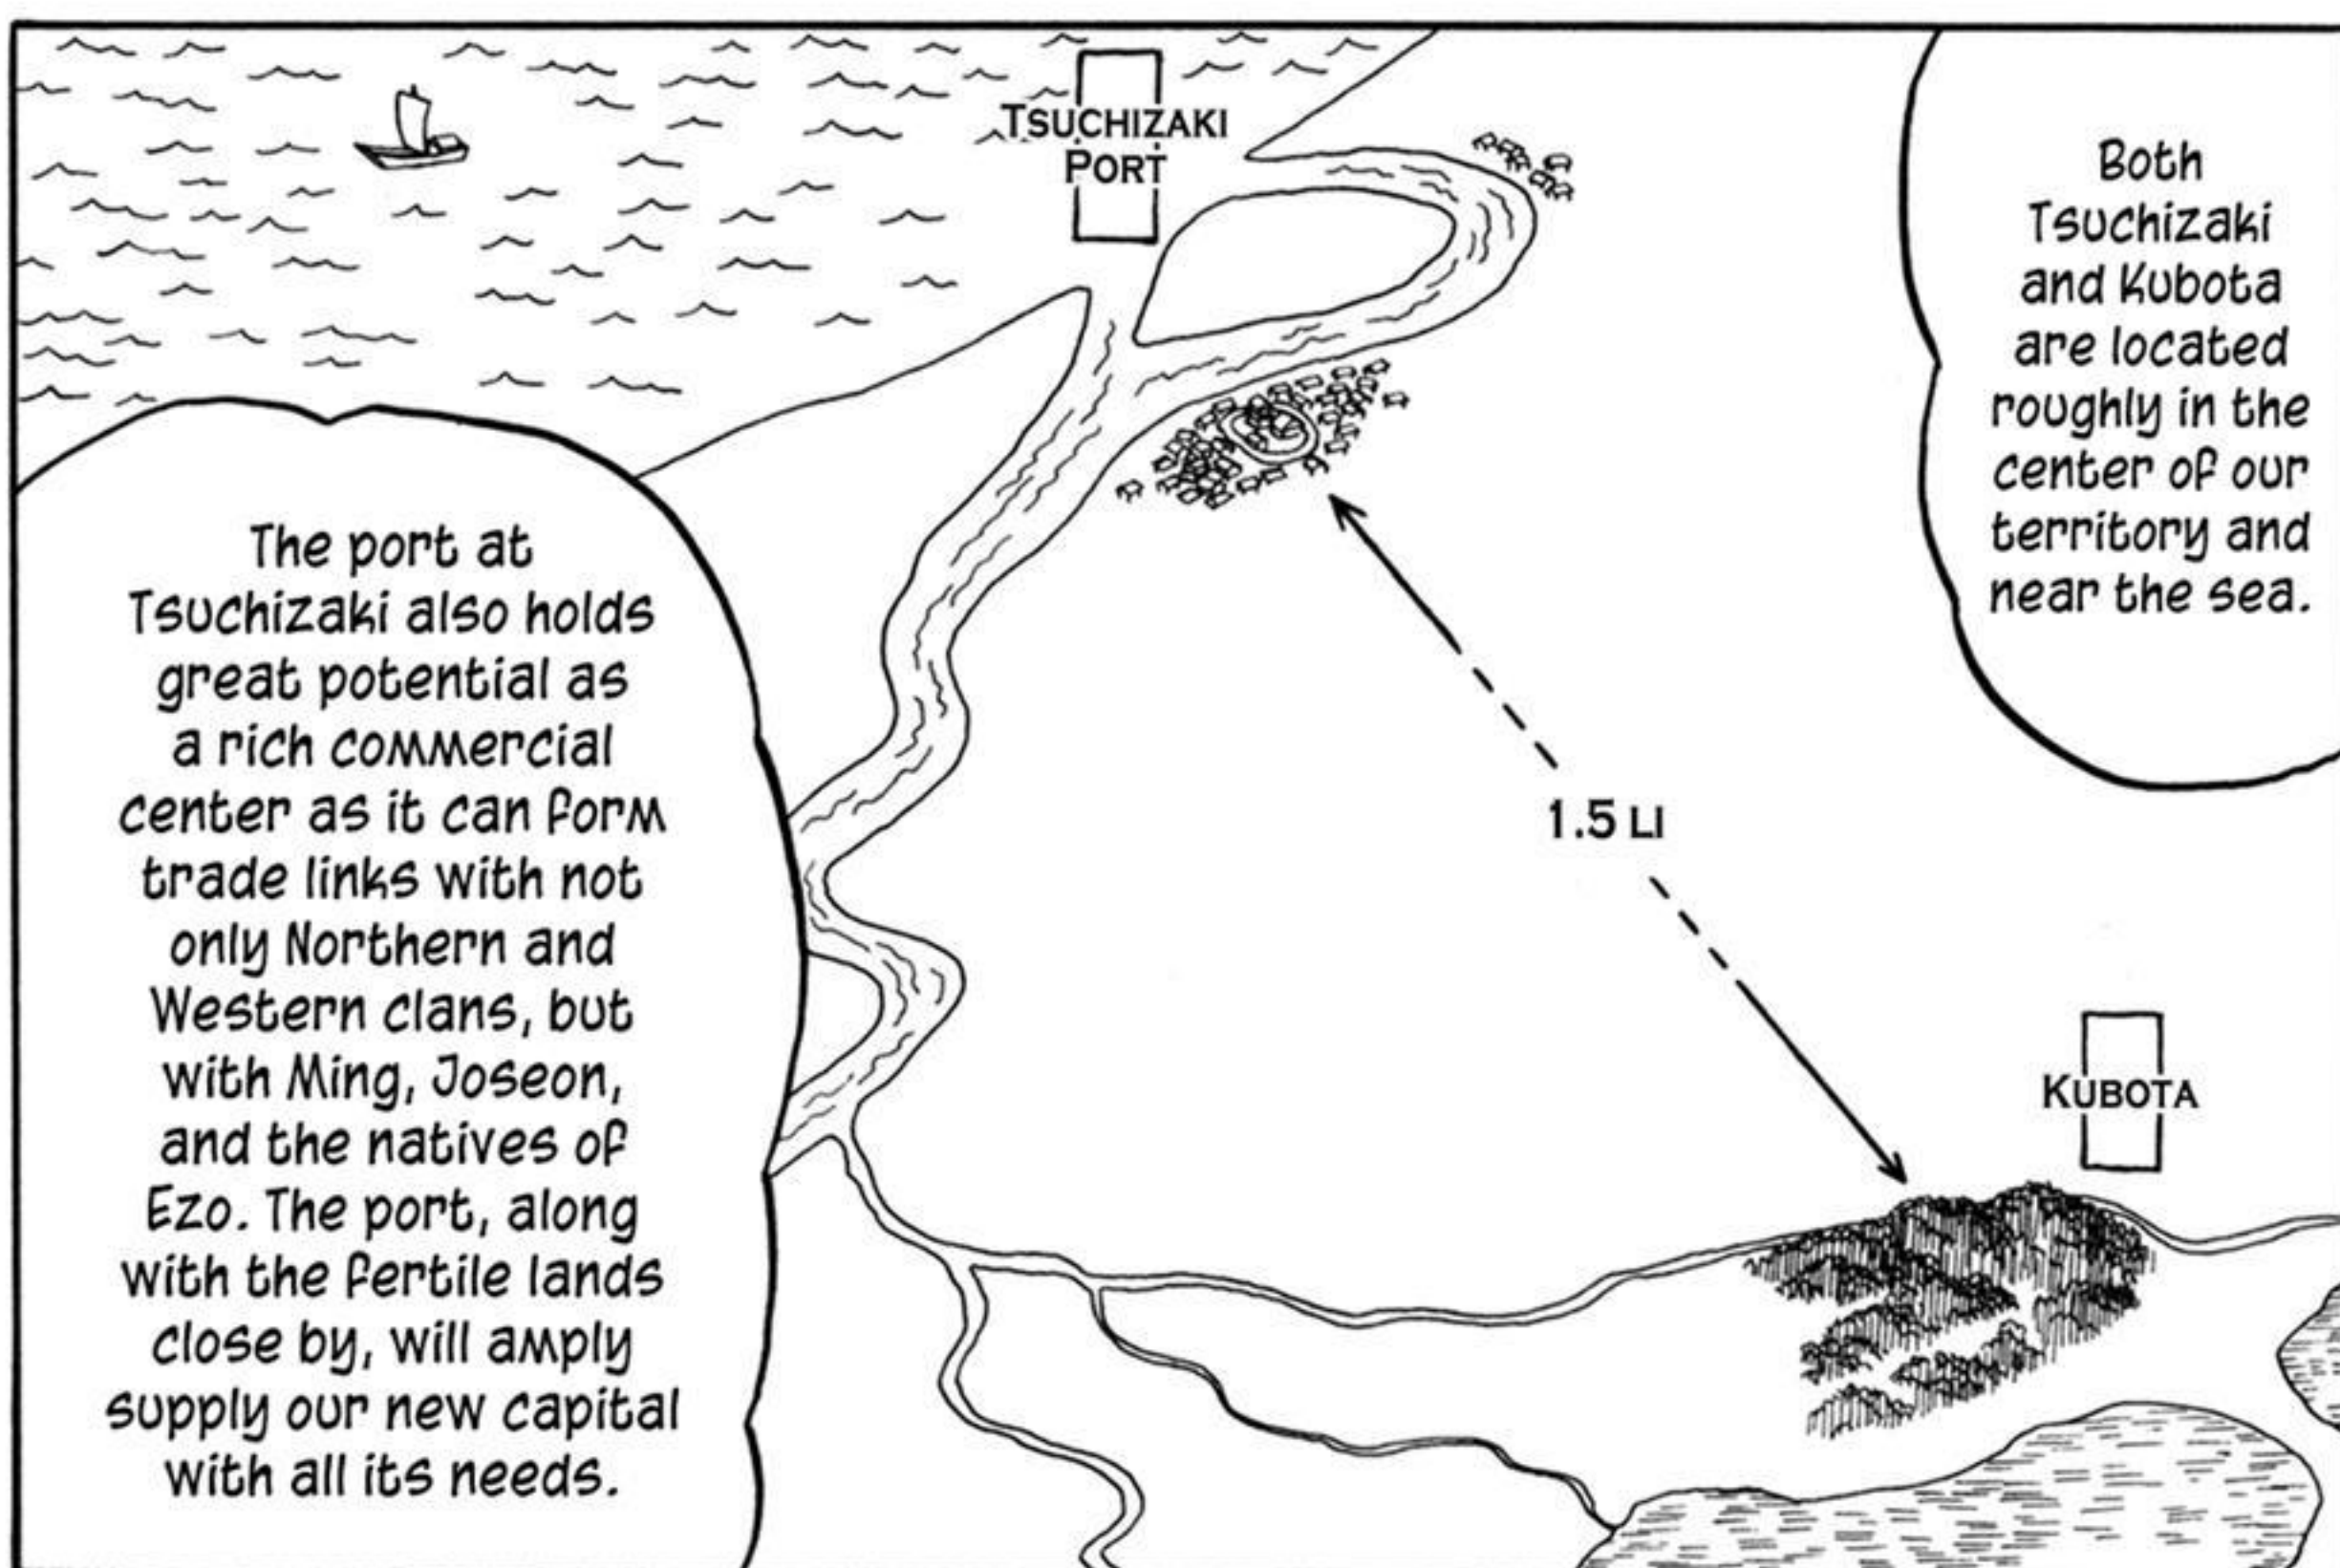 Both
Tsuchizaki
and Kubota
are located
roughly in the
center of our
territory and
near the sea.
TSUCHIZAKI
PORT
The port at
Tsuchizaki also holds
great potential as
a rich commercial
center as it can form
trade links with not
only Northern and
Western clans, but
with Ming, Joseon,
and the natives of
Ezo. The port, along
with the fertile lands
close by, will amply
supply our new capital
with all its needs.
1.5 LI
KUBOTA